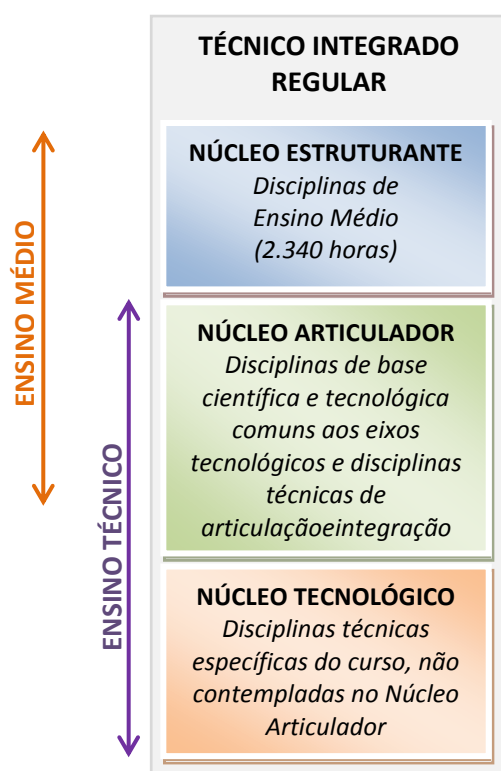 TÉCNICO INTEGRADO
REGULAR
NÚCLEO ESTRUTURANTE
Disciplinas de
Ensino Médio
(2.340 horas)
NÚCLEO ARTICULADOR
Disciplinas de base
científica e tecnológica
comuns aos eixos
tecnológicos e disciplinas
técnicas de
articulaçãoeintegração
NÚCLEO TECNOLÓGICO
Disciplinas técnicas
específicas do curso, não
contempladas no Núcleo
Articulador
ENSINO MÉDIO
ENSINO TÉCNICO